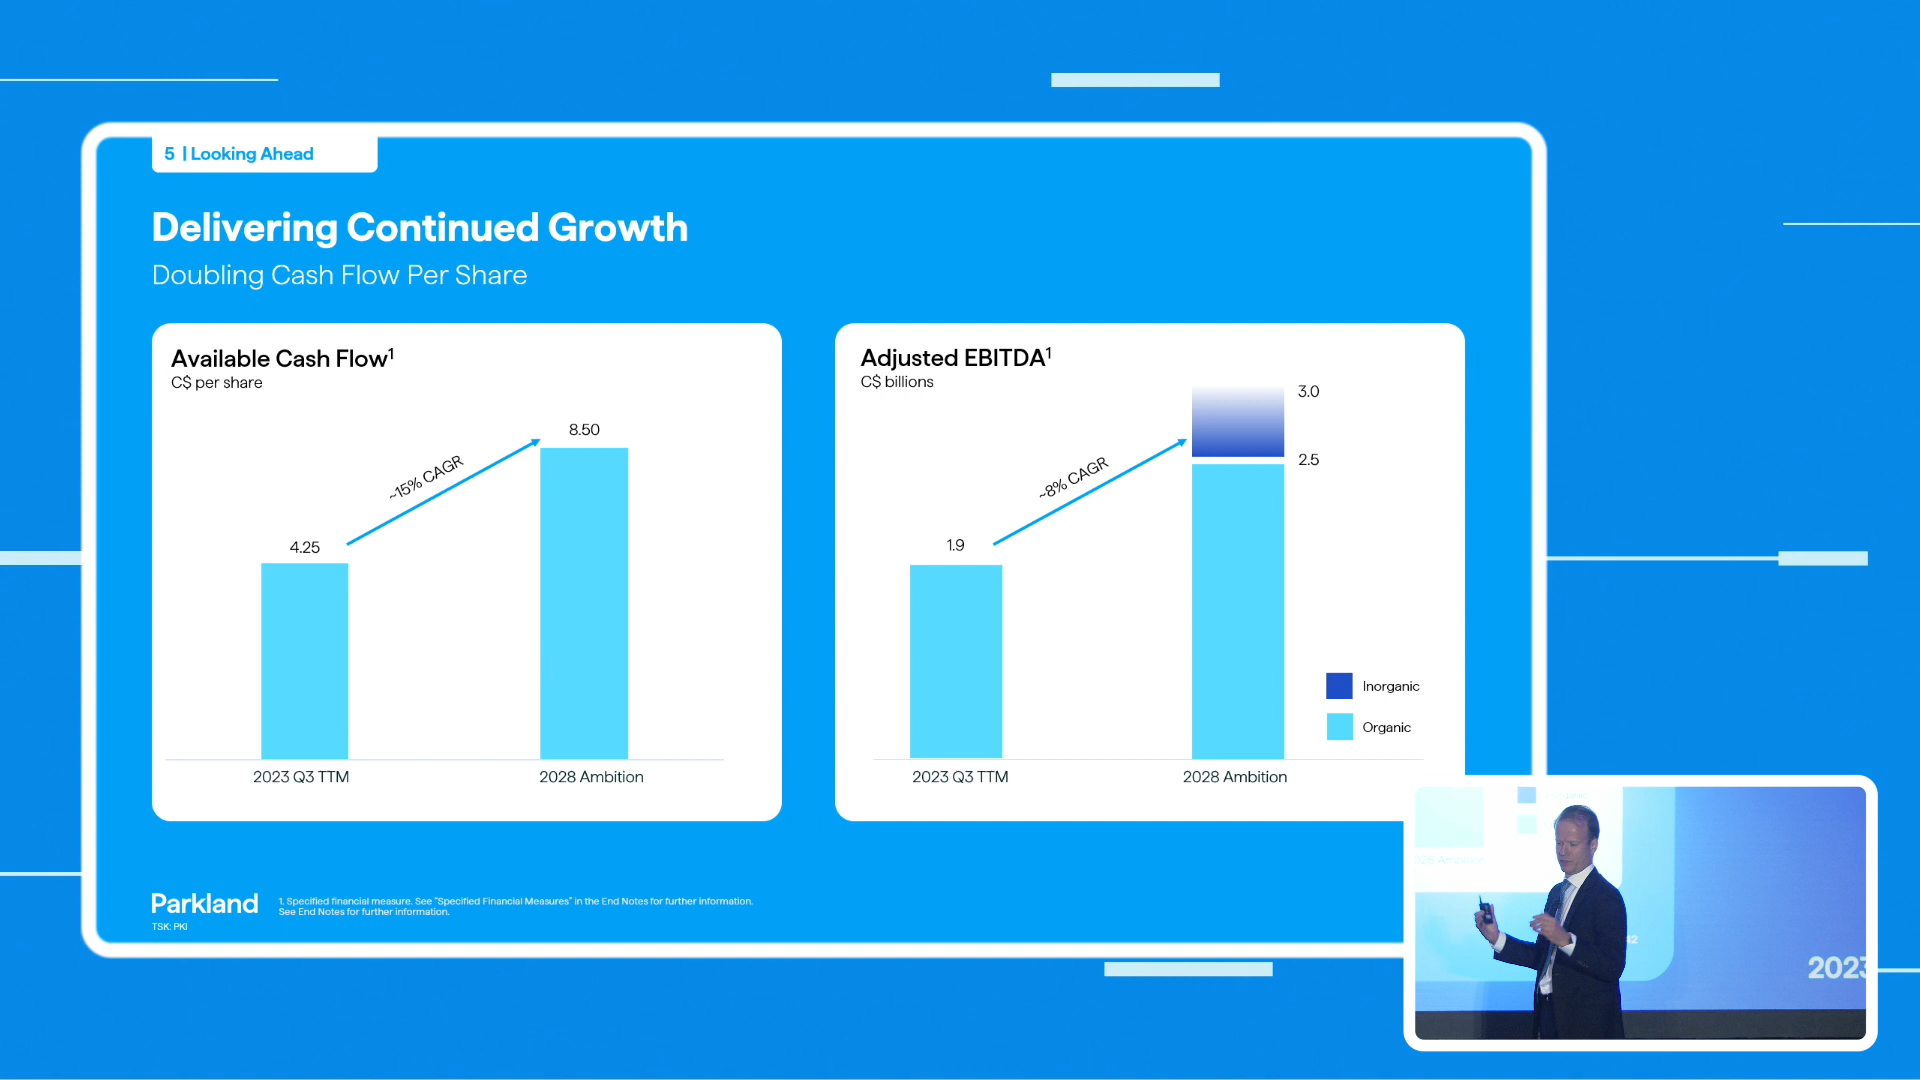 5 | Looking Ahead
Delivering Continued Growth
Doubling Cash Flow Per Share
Available Cash Flow1
C$ per share
8.50
~15% CAGR
4.25
2023 Q3 TTM
2028 Ambition
Adjusted EBITDA1
C$ billions
3.0
2.5
~8% CAGR
1.9
Inorganic
Organic
2023 Q3 TTM
2028 Ambition
Parkland
TSK: PKI
1. Specified financial measure. See "Specified Financial Measures" in the End Notes for further information.
See End Notes for further information.
028 Ambition
2023